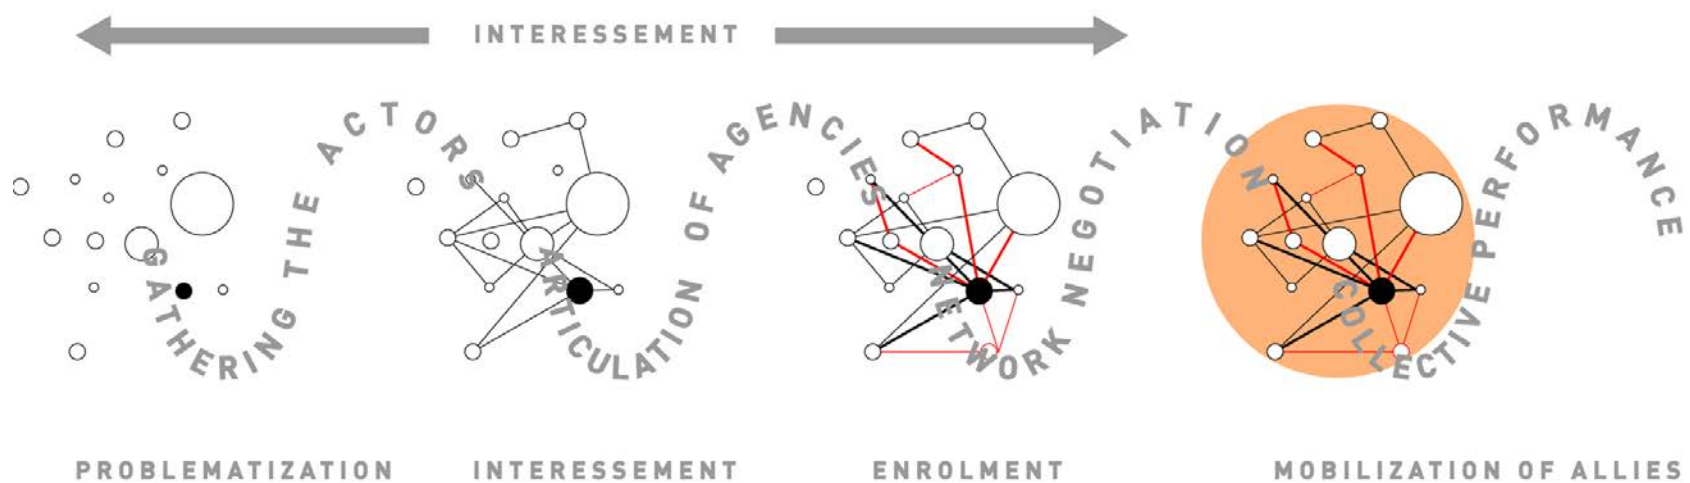 INTERESSEMENT
GATHERING THE ACTORS
ARTICULATION OF AGENCIES
NETWORK NEGOTIATION
COLLECTIVE PERFORMANCE
PROBLEMATIZATION
INTERESSEMENT
ENROLMENT
MOBILIZATION OF ALLIES